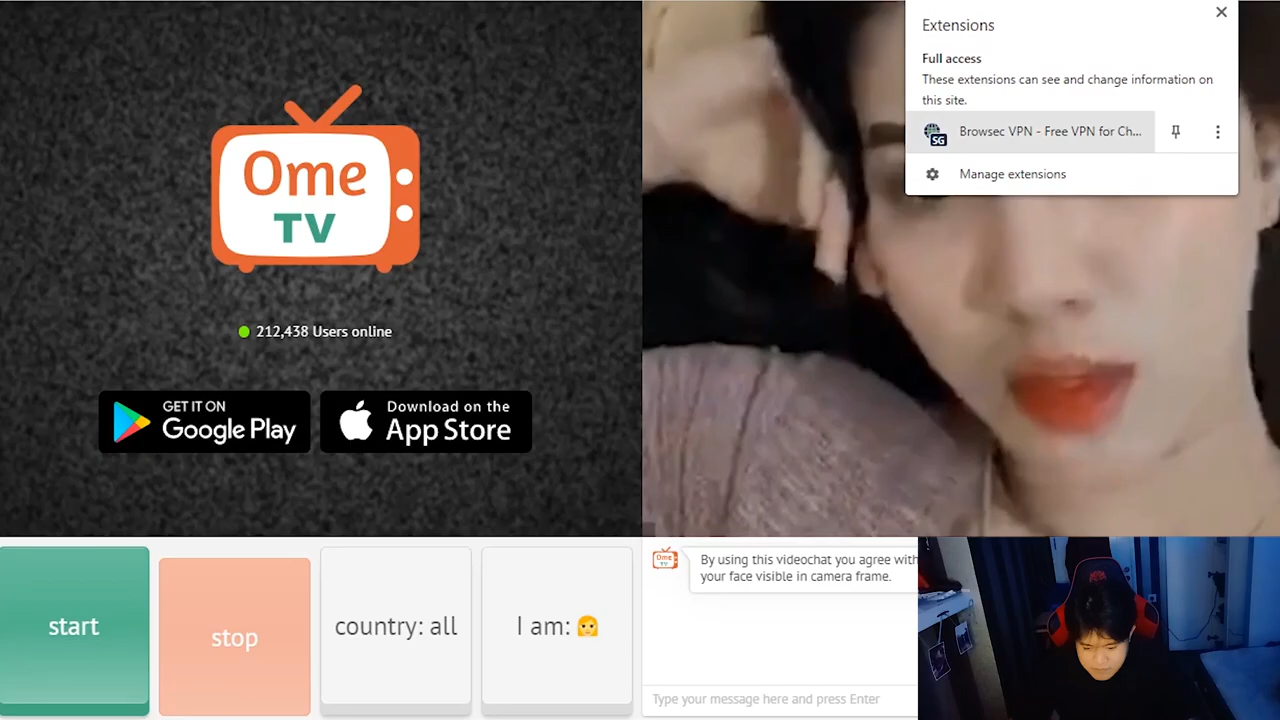 Ome
TV
212,438 Users online
GET IT ON
Google Play
Download on the
App Store
Extensions
Full access
These extensions can see and change information on
this site.
SG
Browsec VPN - Free VPN for Ch...
Manage extensions
start
stop
country: all
I am:
Ome
TV
By using this videochat you agree with
your face visible in camera frame.
Type your message here and press Enter